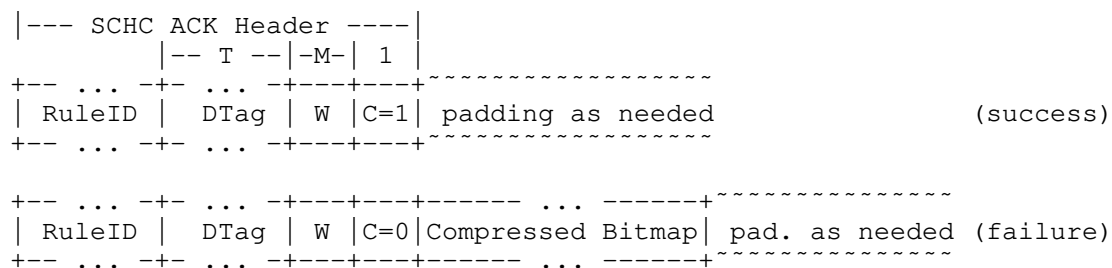 |--- SCHC ACK Header ----|
         |-- T --|-M-| 1 |
+-- ... -+- ... -+---+---+~~~~~~~~~~~~~~~~~~
| RuleID |  DTag | W |C=1| padding as needed                (success)
+-- ... -+- ... -+---+---+~~~~~~~~~~~~~~~~~~

+-- ... -+- ... -+---+---+------ ... ------+~~~~~~~~~~~~~~~
| RuleID |  DTag | W |C=0|Compressed Bitmap| pad. as needed (failure)
+-- ... -+- ... -+---+---+------ ... ------+~~~~~~~~~~~~~~~